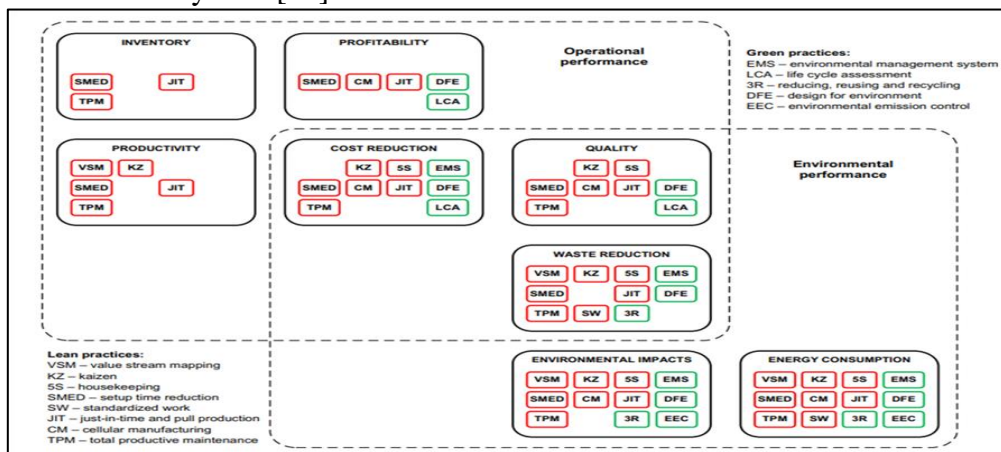 INVENTORY
SMED JIT
TPM
PROFITABILITY
SMED CM JIT DFE
LCA
Operational
performance
Green practices:
EMS – environmental management system
LCA – life cycle assessment
3R – reducing, reusing and recycling
DFE – design for environment
EEC – environmental emission control
PRODUCTIVITY
VSM KZ
SMED JIT
TPM
COST REDUCTION
KZ 5S EMS
SMED CM JIT DFE
TPM LCA
QUALITY
KZ 5S
SMED CM JIT DFE
TPM LCA
Environmental
performance
WASTE REDUCTION
VSM KZ 5S EMS
SMED JIT DFE
TPM SW 3R
Lean practices:
VSM – value stream mapping
KZ – kaizen
5S – housekeeping
SMED – setup time reduction
SW – standardized work
JIT – just-in-time and pull production
CM – cellular manufacturing
TPM – total productive maintenance
ENVIRONMENTAL IMPACTS
VSM KZ 5S EMS
SMED CM JIT DFE
TPM 3R EEC
ENERGY CONSUMPTION
VSM KZ 5S EMS
SMED CM JIT DFE
TPM SW 3R EEC